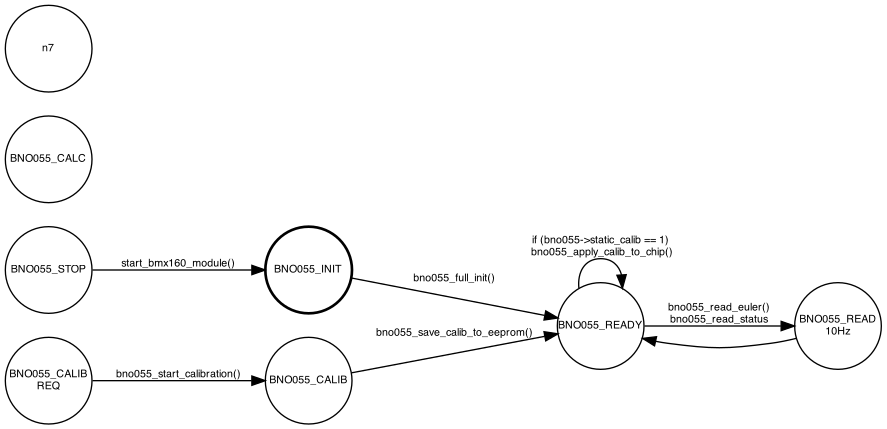 n7
BNO055_CALC
BNO055_STOP
start_bmx160_module()
BNO055_INIT
bno055_full_init()
if (bno055->static_calib == 1)
bno055_apply_calib_to_chip()
BNO055_READY
bno055_read_euler()
bno055_read_status
BNO055_READ
10Hz
BNO055_CALIB
REQ
bno055_start_calibration()
BNO055_CALIB
bno055_save_calib_to_eeprom()